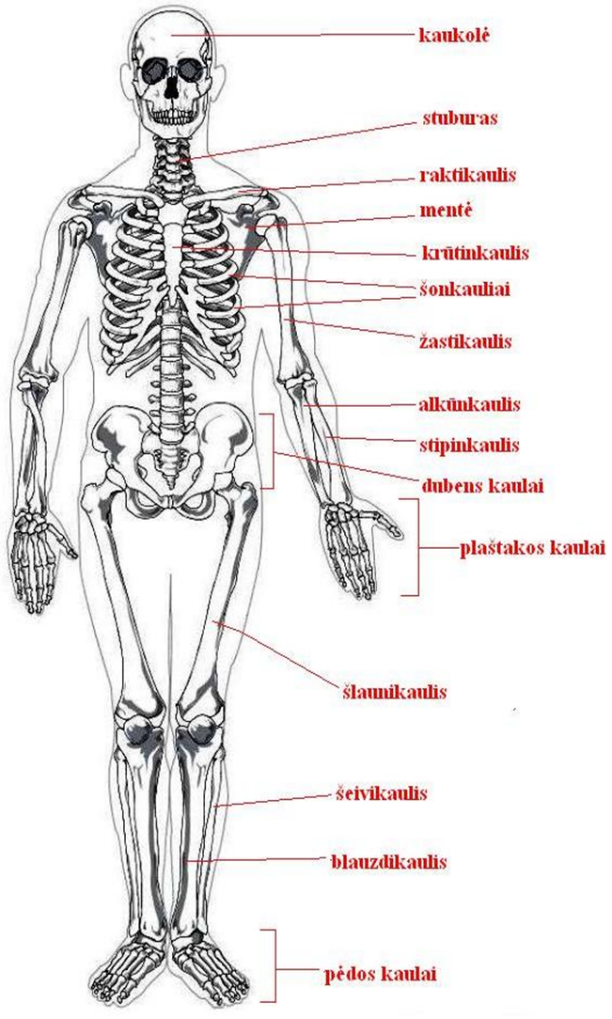 kaukolė
stuburas
raktikaulis
mentė
krūtinkaulis
šonkauliai
žastikaulis
alkūnkaulis
stipinkaulis
dubens kaulai
plaštakos kaulai
šlaunikaulis
šeivikaulis
blauzdikaulis
pėdos kaulai